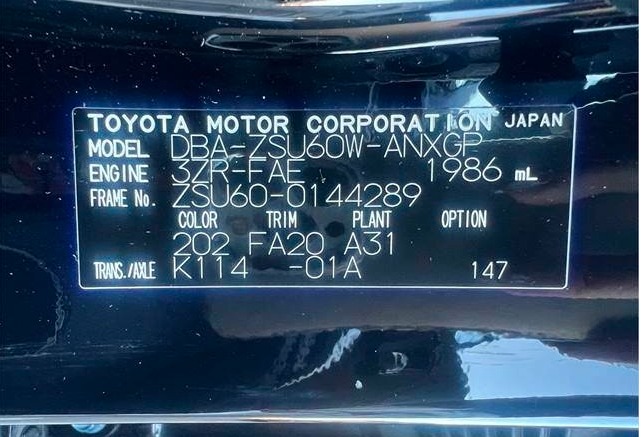 TOYOTA MOTOR CORPORATION JAPAN
MODEL DBA-ZSU60W-ANXGP
ENGINE 3ZR-FAE 1986 mL
FRAME No. ZSU60-0144289
COLOR TRIM PLANT OPTION
202 FA20 A31
TRANS./AXLE K114 -01A 147